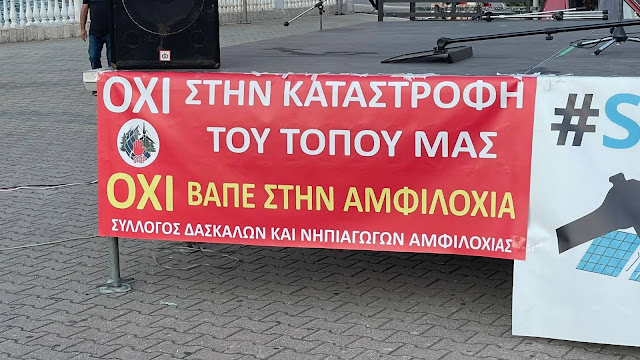 ΟΧΙ ΣΤΗΝ ΚΑΤΑΣΤΡΟΦΗ
ΤΟΥ ΤΟΠΟΥ ΜΑΣ
ΟΧΙ ΒΑΠΕ ΣΤΗΝ ΑΜΦΙΛΟΧΙΑ
ΣΥΛΛΟΓΟΣ ΔΑΣΚΑΛΩΝ ΚΑΙ ΝΗΠΙΑΓΩΓΩΝ ΑΜΦΙΛΟΧΙΑΣ
#S